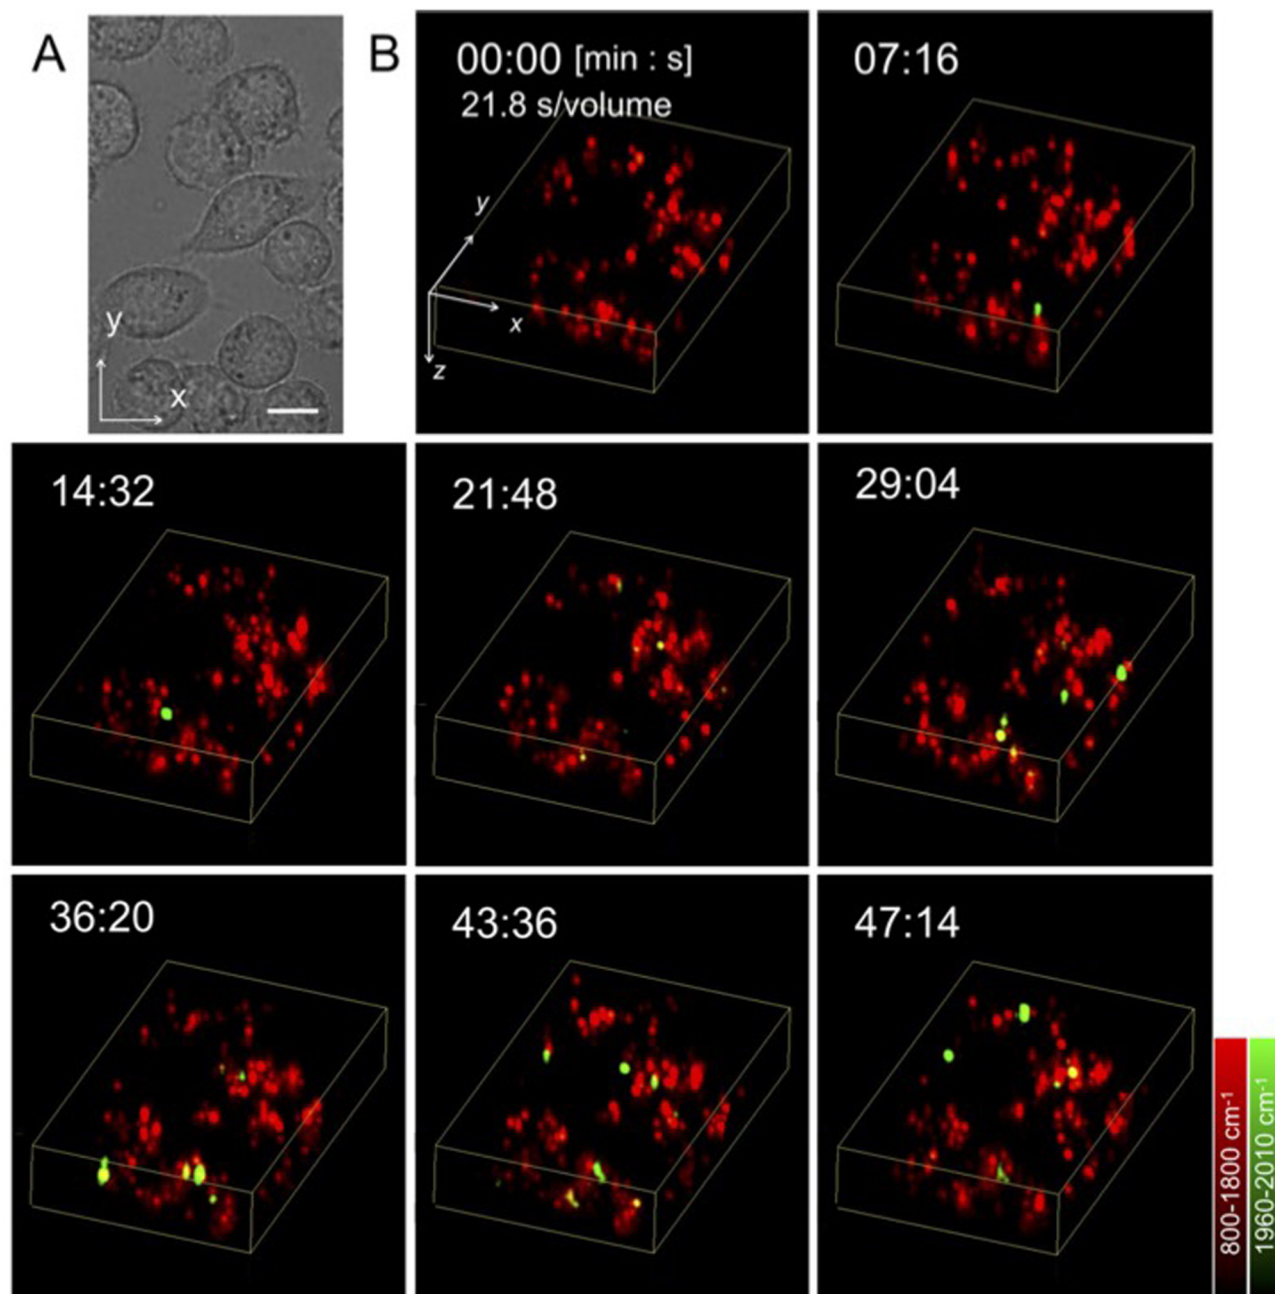 A
B
00:00 [min : s]
21.8 s/volume
07:16
y
x
z
y
x
14:32
21:48
29:04
36:20
43:36
47:14
800-1800 cm-1
1960-2010 cm-1